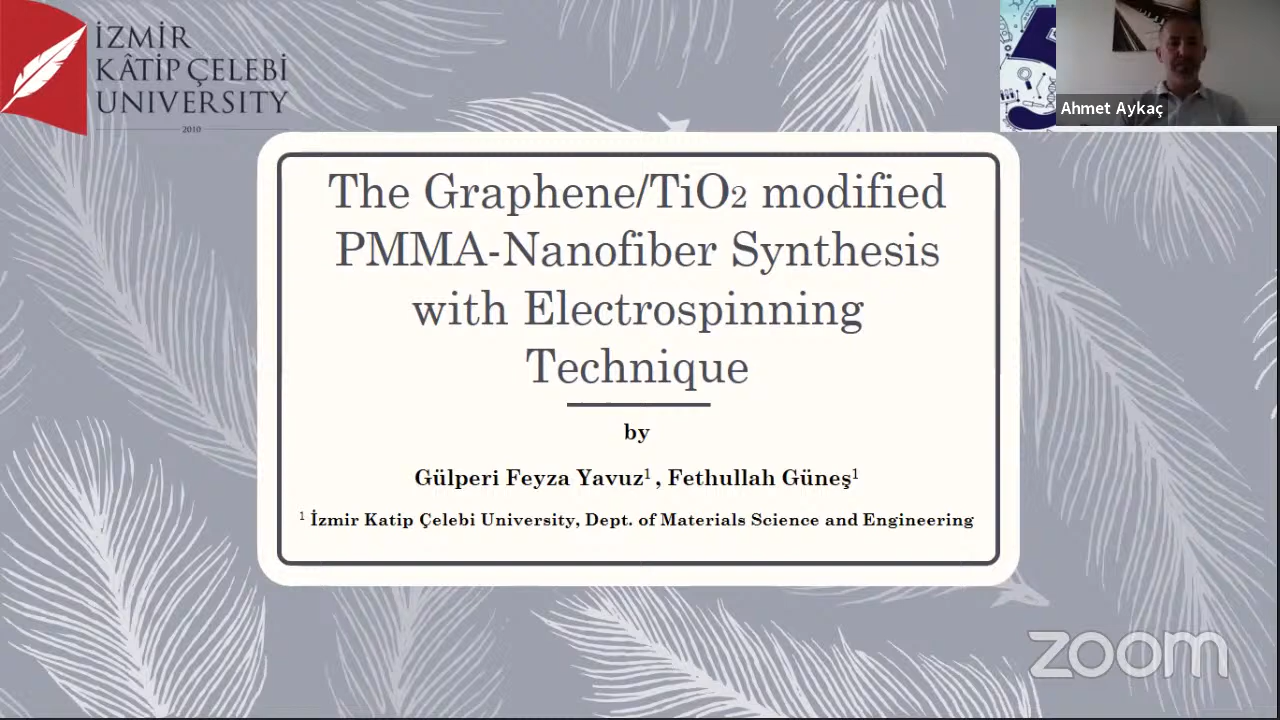 İZMİR
KÂTİP ÇELEBİ
UNIVERSITY
2010
Ahmet Aykaç
The Graphene/TiO2 modified
PMMA-Nanofiber Synthesis
with Electrospinning
Technique
by
Gülperi Feyza Yavuz¹, Fethullah Güneş¹
¹ İzmir Katip Çelebi University, Dept. of Materials Science and Engineering
zoom